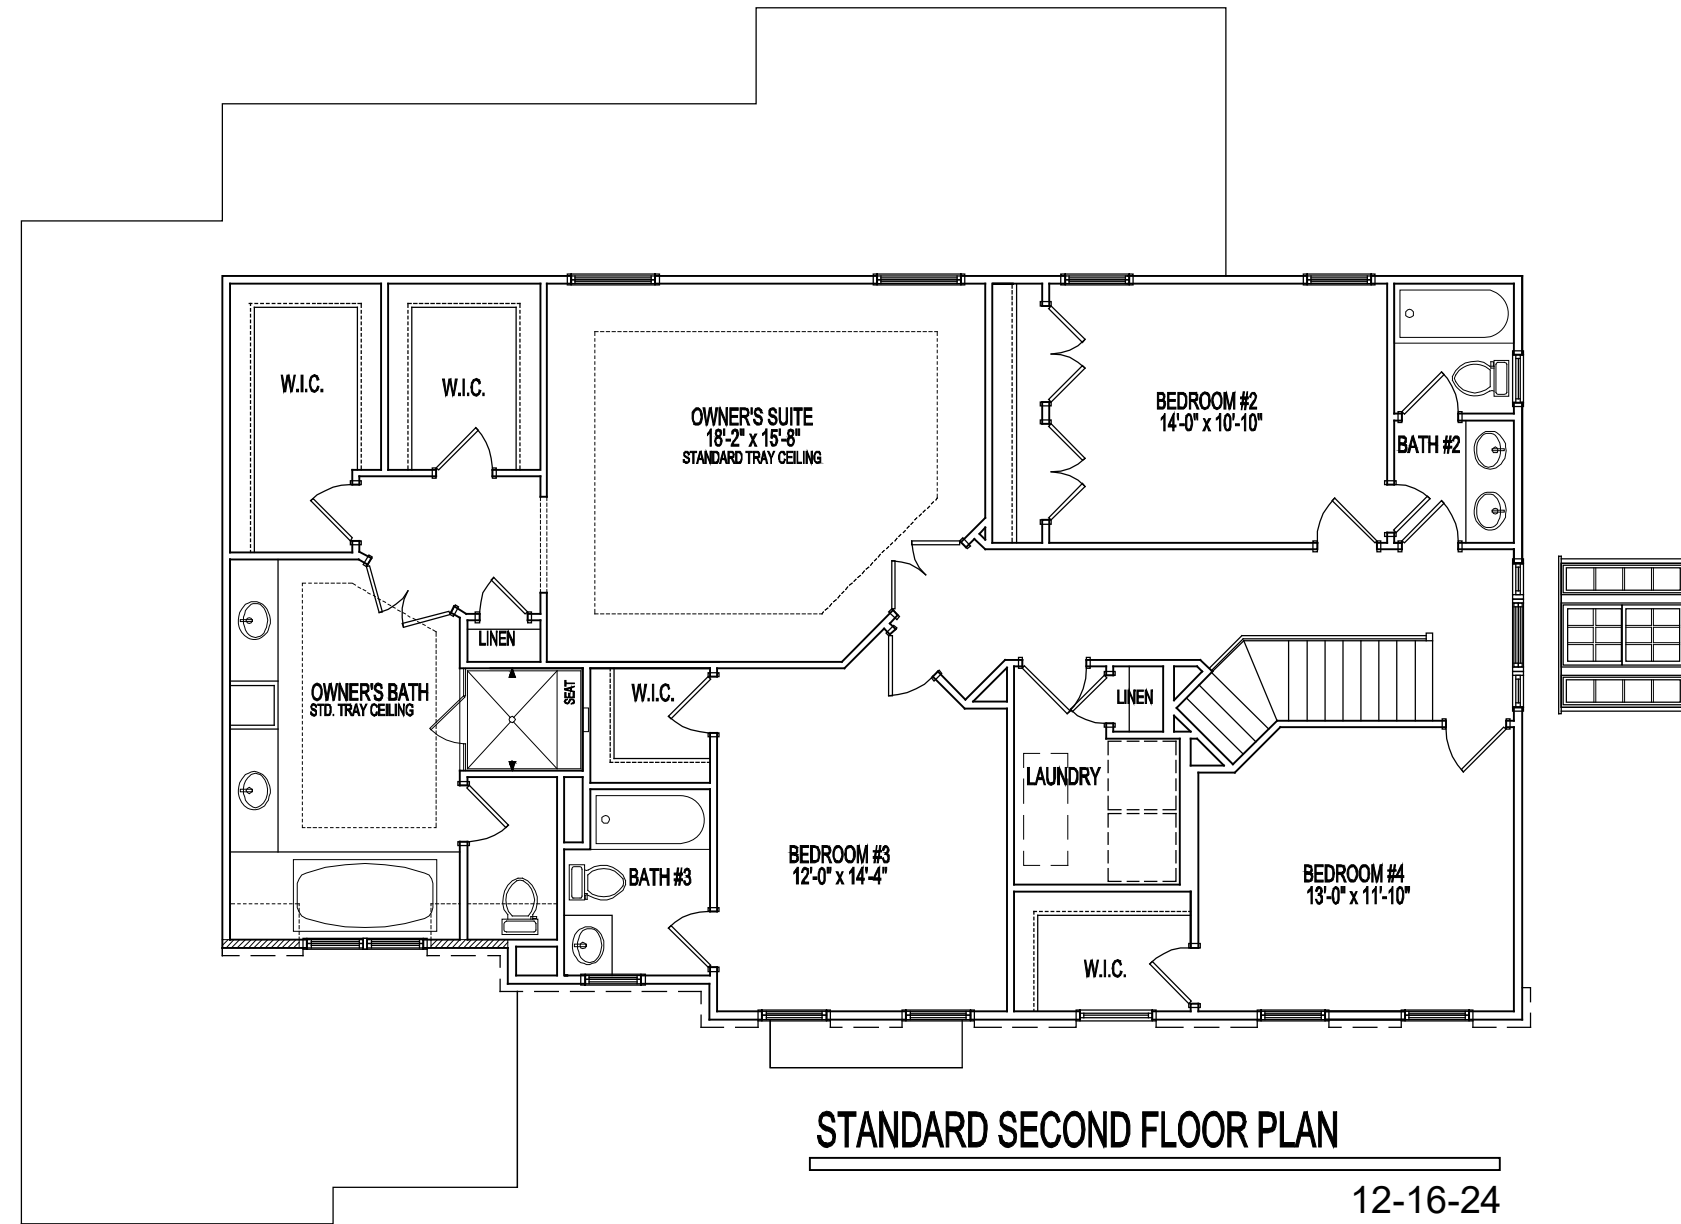 W.I.C.
W.I.C.
OWNER'S SUITE
18'-2" x 15'-8"
STANDARD TRAY CEILING
BEDROOM #2
14'-0" x 10'-10"
BATH #2
LINEN
OWNER'S BATH
STD. TRAY CEILING
SEAT
W.I.C.
LINEN
LAUNDRY
BEDROOM #3
12'-0" x 14'-4"
BATH #3
BEDROOM #4
13'-0" x 11'-10"
W.I.C.
STANDARD SECOND FLOOR PLAN
12-16-24